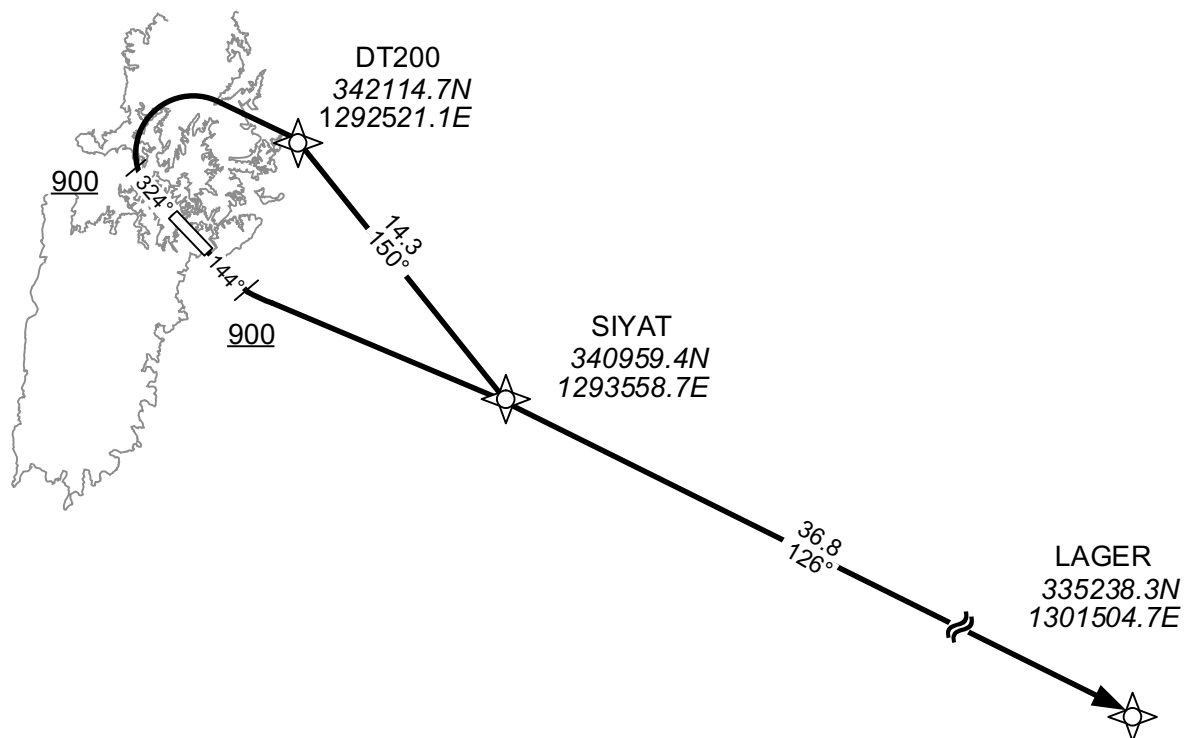 DT200
342114.7N
1292521.1E
900
324°
14.3
150°
144°
900
SIYAT
340959.4N
1293558.7E
36.8
126°
LAGER
335238.3N
1301504.7E